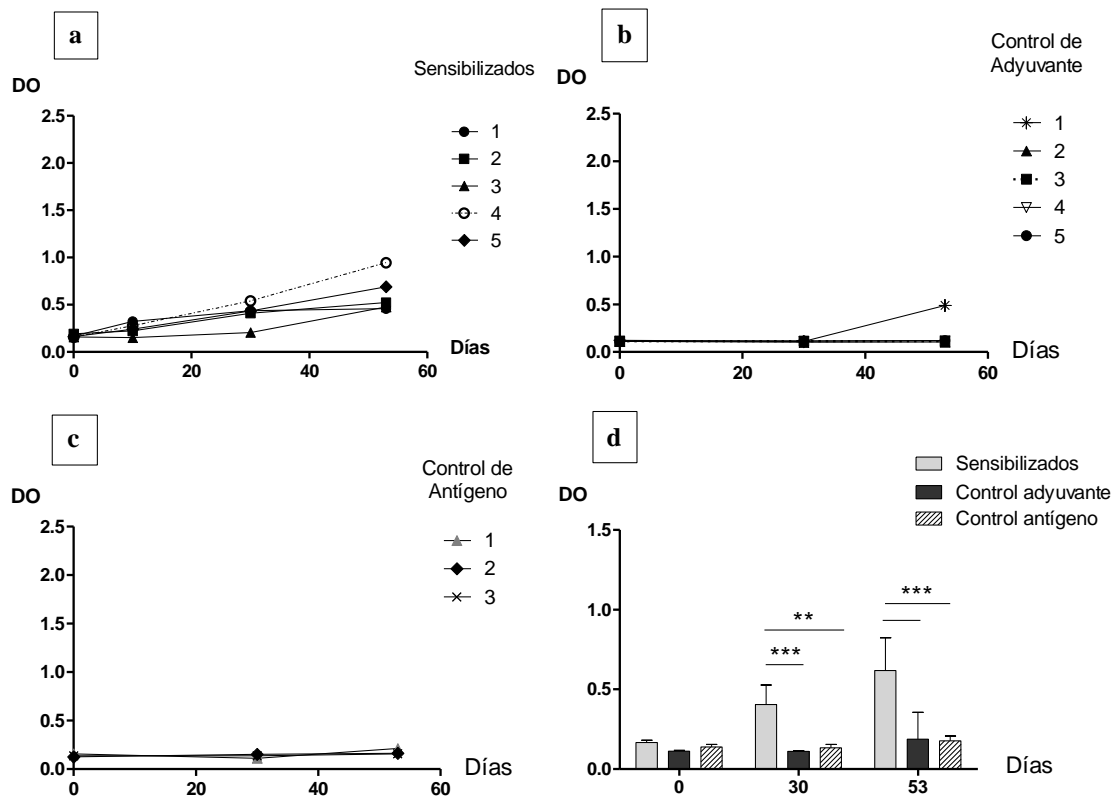 a
Sensibilizados
DO
2.5
2.0
1.5
1.0
0.5
0.0
0
20
40
60
Días
1
2
3
4
5
b
Control de
Adyuvante
DO
2.5
2.0
1.5
1.0
0.5
0.0
0
20
40
60
Días
1
2
3
4
5
c
Control de
Antígeno
DO
2.5
2.0
1.5
1.0
0.5
0.0
0
20
40
60
Días
1
2
3
d
Sensibilizados
Control adyuvante
Control antígeno
DO
1.5
1.0
0.5
0.0
**
***
***
0
30
53
Días